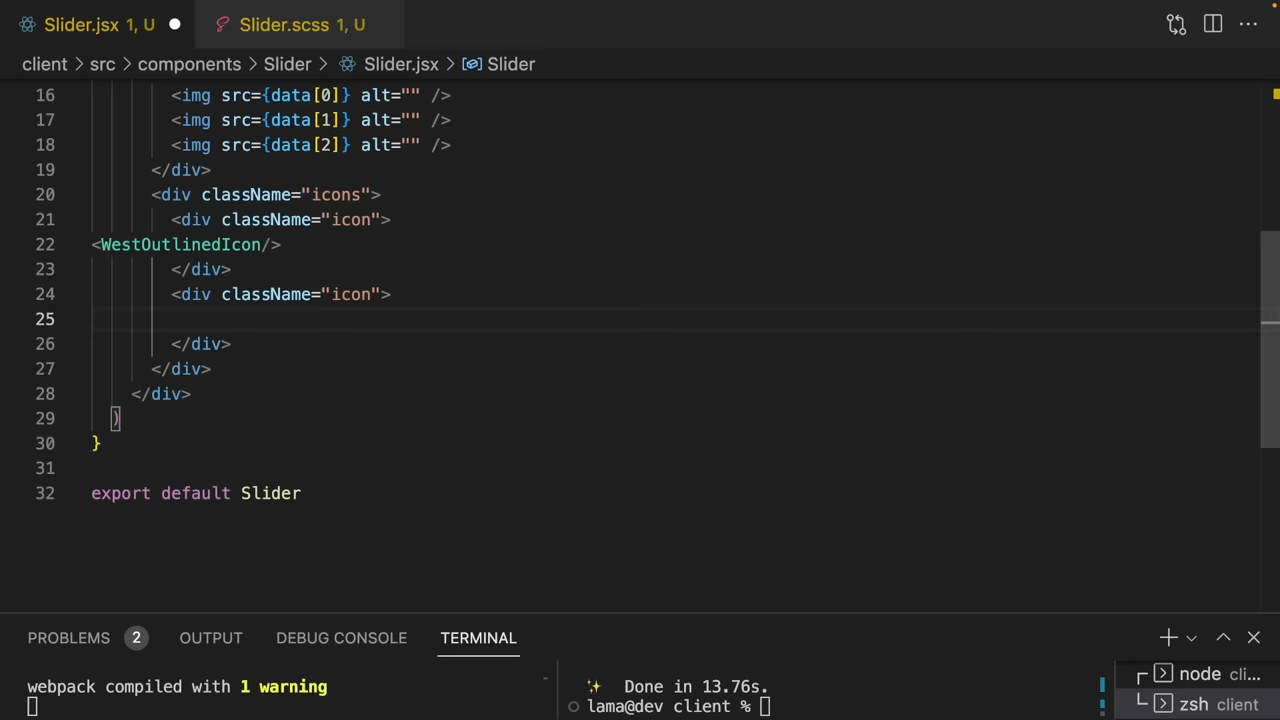 Slider.jsx 1, U Slider.scss 1, U
client > src > components > Slider > Slider.jsx > Slider
16 <img src={data[0]} alt="" />
17 <img src={data[1]} alt="" />
18 <img src={data[2]} alt="" />
19 </div>
20 <div className="icons">
21 <div className="icon">
22 <WestOutlinedIcon/>
23 </div>
24 <div className="icon">
25
26 </div>
27 </div>
28 </div>
29 )
30 }
31
32 export default Slider
PROBLEMS 2 OUTPUT DEBUG CONSOLE TERMINAL
webpack compiled with 1 warning
✨ Done in 13.76s.
lama@dev client %
node cli...
zsh client